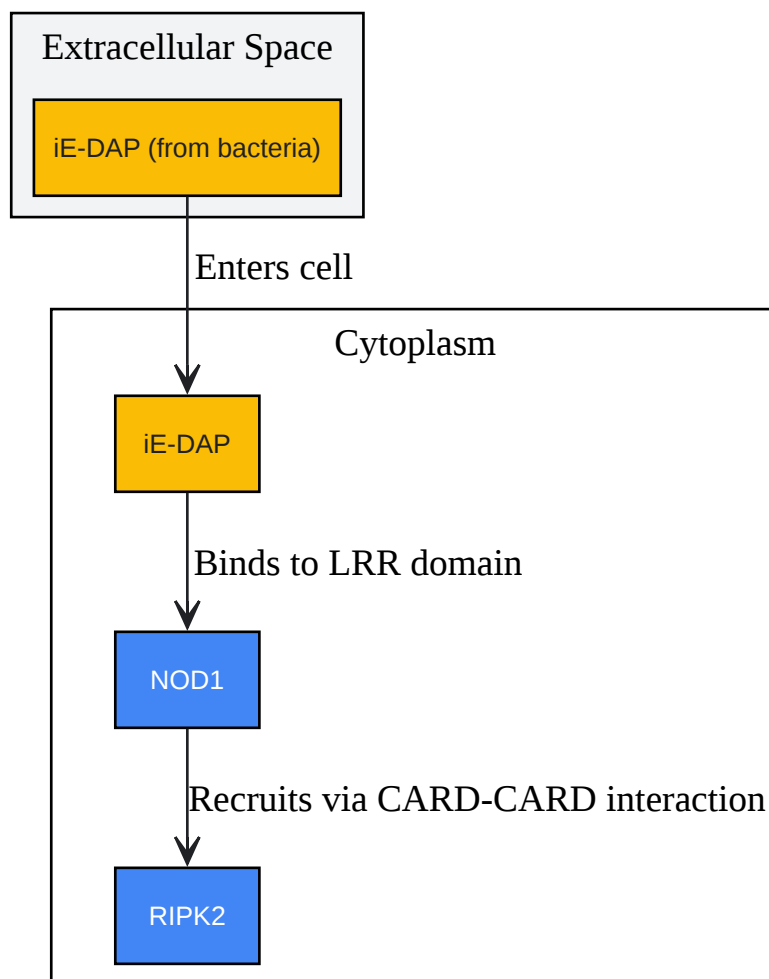 Extracellular Space
iE-DAP (from bacteria)
Enters cell
Cytoplasm
iE-DAP
Binds to LRR domain
NOD1
Recruits via CARD-CARD interaction
RIPK2